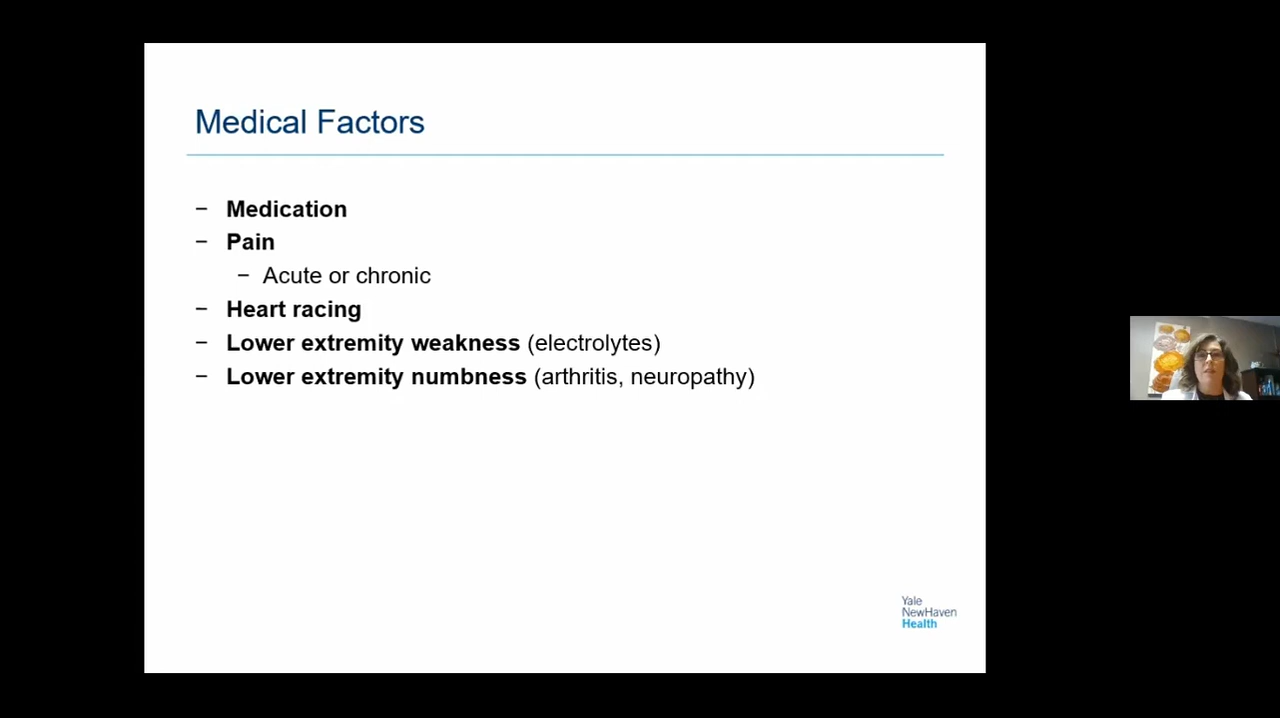 Medical Factors
− Medication
− Pain
− Acute or chronic
− Heart racing
− Lower extremity weakness (electrolytes)
− Lower extremity numbness (arthritis, neuropathy)
Yale
NewHaven
Health